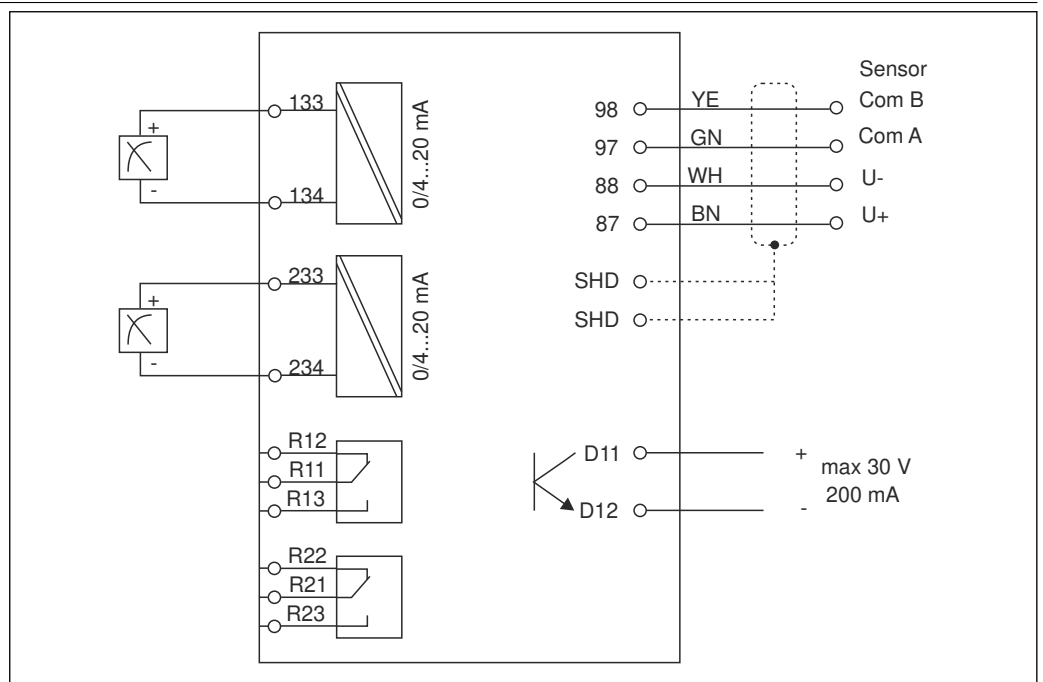 133
+
-
134
0/4...20 mA
233
+
-
234
0/4...20 mA
R12
R11
R13
R22
R21
R23
Sensor
98 YE Com B
97 GN Com A
88 WH U-
87 BN U+
SHD
SHD
D11 +
max 30 V
200 mA
D12 -